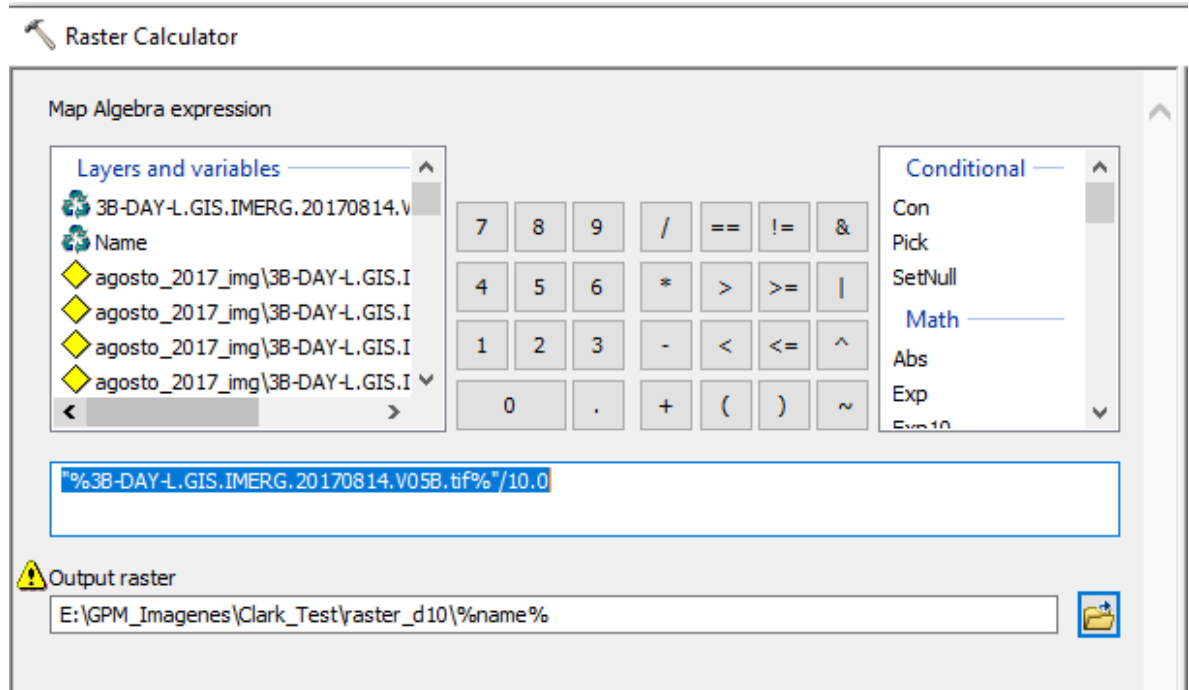 Raster Calculator
Map Algebra expression
Layers and variables
3B-DAY-L.GIS.IMERG.20170814.V
Name
agosto_2017_img\3B-DAY-L.GIS.I
agosto_2017_img\3B-DAY-L.GIS.I
agosto_2017_img\3B-DAY-L.GIS.I
agosto_2017_img\3B-DAY-L.GIS.I
7 8 9 / == != &
4 5 6 * > >= |
1 2 3 - < <= ^
0 . + ( ) ~
Conditional
Con
Pick
SetNull
Math
Abs
Exp
Exp10
"%3B-DAY-L.GIS.IMERG.20170814.V05B.tif%"/10.0
Output raster
E:\GPM_Imagenes\Clark_Test\raster_d10\%name%